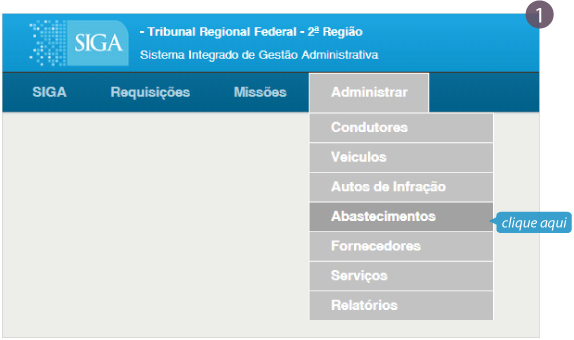 1
SIGA
- Tribunal Regional Federal - 2ª Região
Sistema Integrado de Gestão Administrativa
SIGA Requisições Missões Administrar
Condutores
Veiculos
Autos de Infração
Abastecimentos
clique aqui
Fornecedores
Serviços
Relatórios